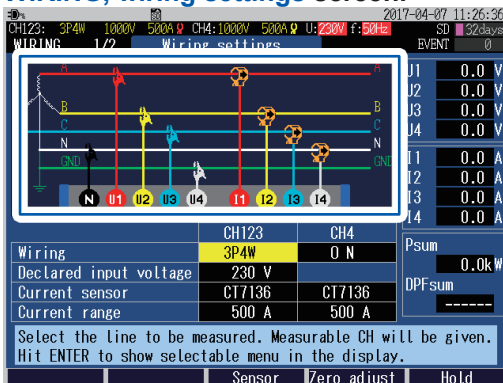 WIRING, Wiring settings screen.
2017-04-07 11:26:36
CH123: 3P4W 1000V 500A CH4:1000V 500A U:230V f:50Hz SD 32days
WIRING 1/2 Wiring settings EVENT 0
A A
B B
C C
N N
GND GND
N U1 U2 U3 U4 I1 I2 I3 I4
U1 0.0 V
U2 0.0 V
U3 0.0 V
U4 0.0 V
I1 0.0 A
I2 0.0 A
I3 0.0 A
I4 0.0 A
Psum
0.0kW
DPFsum
------
CH123 CH4
Wiring 3P4W ON
Declared input voltage 230 V
Current sensor CT7136 CT7136
Current range 500 A 500 A
Select the line to be measured. Measurable CH will be given.
Hit ENTER to show selectable menu in the display.
Sensor Zero adjust Hold